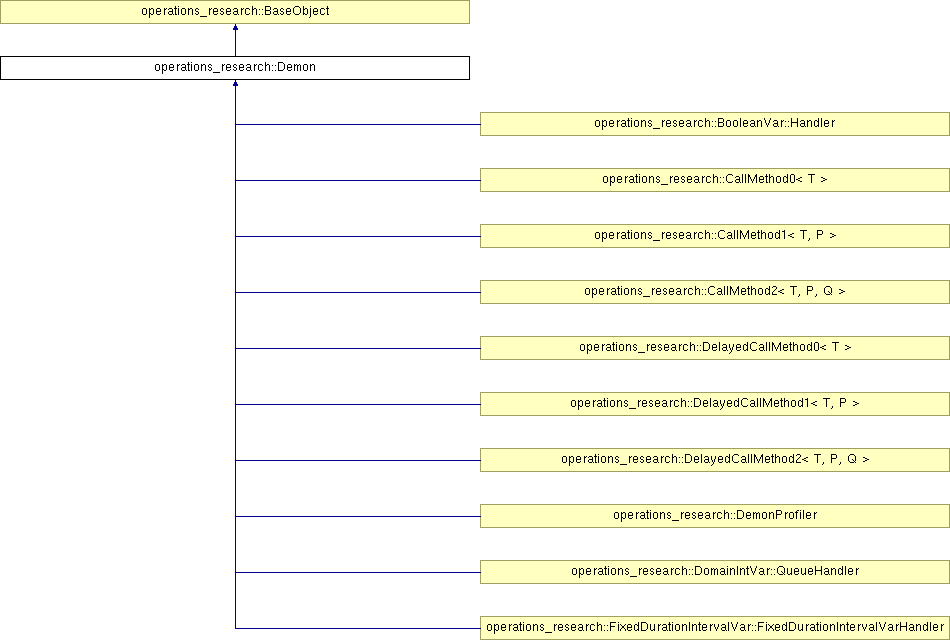 operations_research::BaseObject
operations_research::Demon
operations_research::BooleanVar::Handler
operations_research::CallMethod0< T >
operations_research::CallMethod1< T, P >
operations_research::CallMethod2< T, P, Q >
operations_research::DelayedCallMethod0< T >
operations_research::DelayedCallMethod1< T, P >
operations_research::DelayedCallMethod2< T, P, Q >
operations_research::DemonProfiler
operations_research::DomainIntVar::QueueHandler
operations_research::FixedDurationIntervalVar::FixedDurationIntervalVarHandler